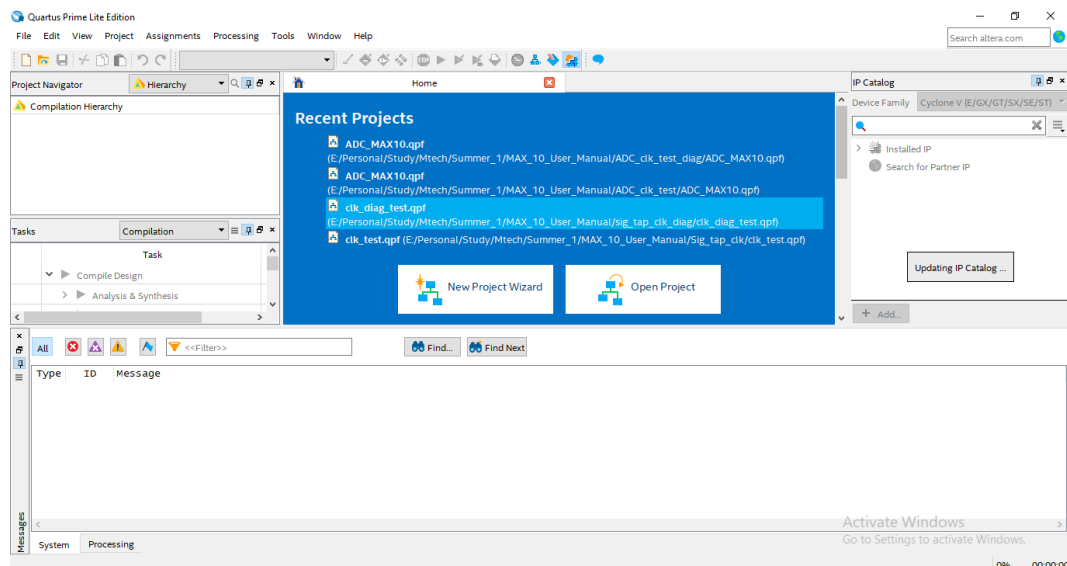 Quartus Prime Lite Edition
File Edit View Project Assignments Processing Tools Window Help
Search altera.com
Project Navigator Hierarchy
Compilation Hierarchy
Home
Recent Projects
ADC_MAX10.qpf
(E:/Personal/Study/Mtech/Summer_1/MAX_10_User_Manual/ADC_clk_test_diag/ADC_MAX10.qpf)
ADC_MAX10.qpf
(E:/Personal/Study/Mtech/Summer_1/MAX_10_User_Manual/ADC_clk_test/ADC_MAX10.qpf)
clk_diag_test.qpf
(E:/Personal/Study/Mtech/Summer_1/MAX_10_User_Manual/sig_tap_clk_diag/clk_diag_test.qpf)
clk_test.qpf (E:/Personal/Study/Mtech/Summer_1/MAX_10_User_Manual/Sig_tap_clk/clk_test.qpf)
New Project Wizard
Open Project
IP Catalog
Device Family Cyclone V (E/GX/GT/SX/SE/ST)
Installed IP
Search for Partner IP
Updating IP Catalog ...
+ Add...
Tasks Compilation
Task
Compile Design
Analysis & Synthesis
All <<Filter>> Find... Find Next
Type ID Message
Messages
System Processing
Activate Windows
Go to Settings to activate Windows.
0% 00:00:00